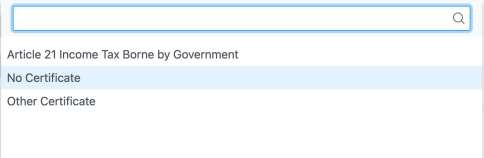 Article 21 Income Tax Borne by Government
No Certificate
Other Certificate